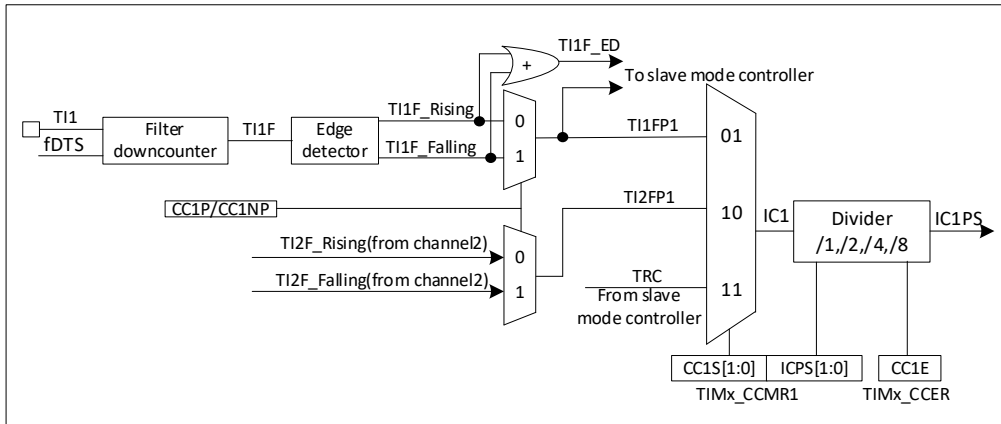 TI1F_ED
+
To slave mode controller
TI1
fDTS
Filter
downcounter
TI1F
Edge
detector
TI1F_Rising
TI1F_Falling
0
1
TI1FP1
01
CC1P/CC1NP
TI2FP1
10
IC1
Divider
/1,/2,/4,/8
IC1PS
TI2F_Rising(from channel2)
TI2F_Falling(from channel2)
0
1
TRC
From slave
mode controller
11
CC1S[1:0]
ICPS[1:0]
CC1E
TIMx_CCMR1
TIMx_CCER